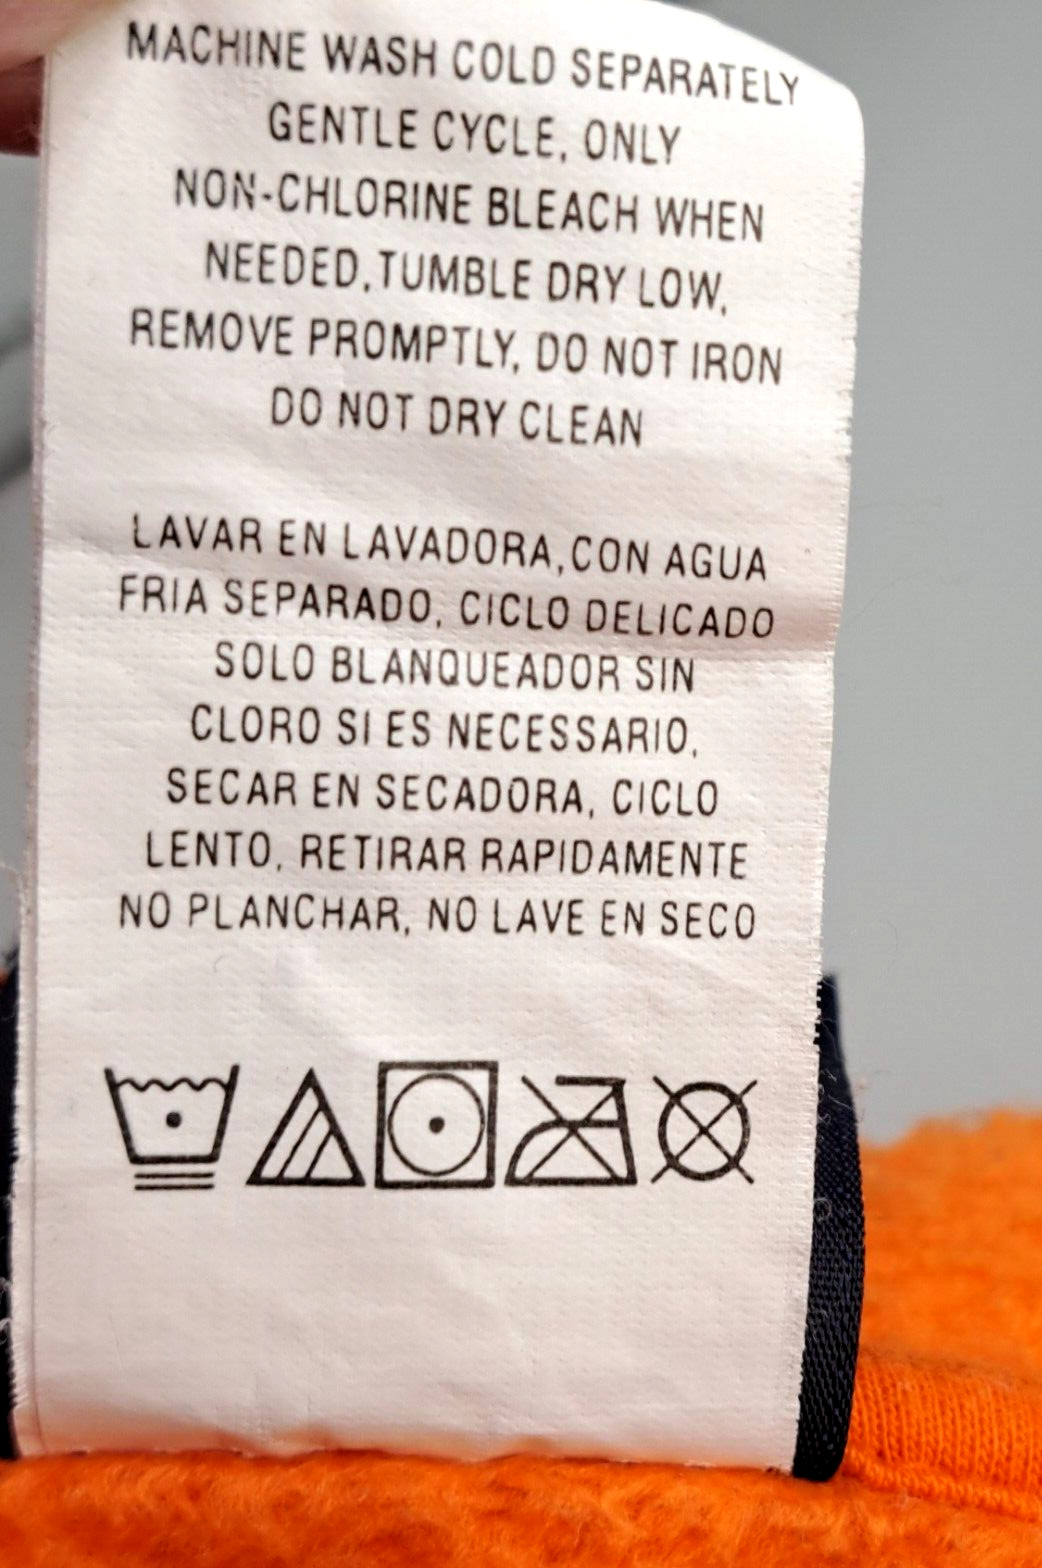 MACHINE WASH COLD SEPARATELY
GENTLE CYCLE, ONLY
NON-CHLORINE BLEACH WHEN
NEEDED,TUMBLE DRY LOW,
REMOVE PROMPTLY, DO NOT IRON
DO NOT DRY CLEAN
LAVAR EN LAVADORA,CON AGUA
FRIA SEPARADO, CICLO DELICADO
SOLO BLANQUEADOR SIN
CLORO SI ES NECESSARIO,
SECAR EN SECADORA, CICLO
LENTO, RETIRAR RAPIDAMENTE
NO PLANCHAR, NO LAVE EN SECO